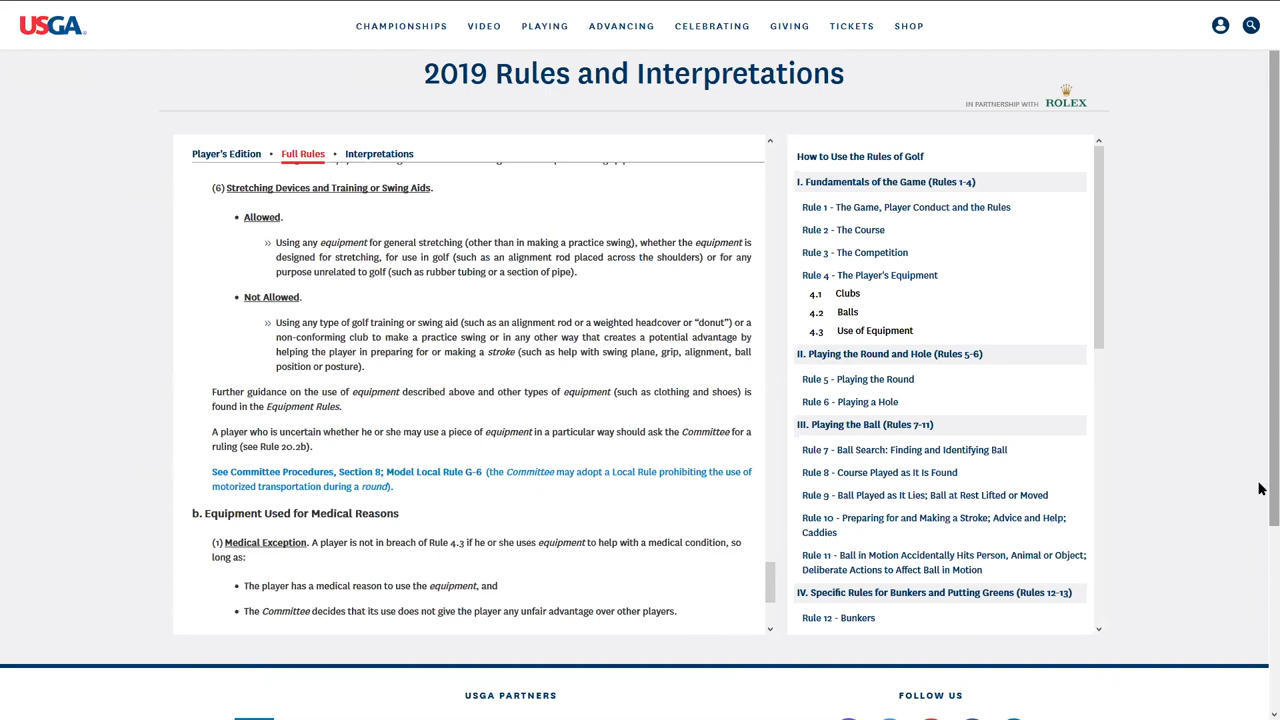 USGA
CHAMPIONSHIPS VIDEO PLAYING ADVANCING CELEBRATING GIVING TICKETS SHOP
2019 Rules and Interpretations
IN PARTNERSHIP WITH ROLEX
Player's Edition • Full Rules • Interpretations
(6) Stretching Devices and Training or Swing Aids.
• Allowed.
» Using any equipment for general stretching (other than in making a practice swing), whether the equipment is
designed for stretching, for use in golf (such as an alignment rod placed across the shoulders) or for any
purpose unrelated to golf (such as rubber tubing or a section of pipe).
• Not Allowed.
» Using any type of golf training or swing aid (such as an alignment rod or a weighted headcover or “donut”) or a
non-conforming club to make a practice swing or in any other way that creates a potential advantage by
helping the player in preparing for or making a stroke (such as help with swing plane, grip, alignment, ball
position or posture).
Further guidance on the use of equipment described above and other types of equipment (such as clothing and shoes) is
found in the Equipment Rules.
A player who is uncertain whether he or she may use a piece of equipment in a particular way should ask the Committee for a
ruling (see Rule 20.2b).
See Committee Procedures, Section 8; Model Local Rule G-6 (the Committee may adopt a Local Rule prohibiting the use of
motorized transportation during a round).
b. Equipment Used for Medical Reasons
(1) Medical Exception. A player is not in breach of Rule 4.3 if he or she uses equipment to help with a medical condition, so
long as:
• The player has a medical reason to use the equipment, and
• The Committee decides that its use does not give the player any unfair advantage over other players.
How to Use the Rules of Golf
I. Fundamentals of the Game (Rules 1-4)
Rule 1 - The Game, Player Conduct and the Rules
Rule 2 - The Course
Rule 3 - The Competition
Rule 4 - The Player's Equipment
4.1 Clubs
4.2 Balls
4.3 Use of Equipment
II. Playing the Round and Hole (Rules 5-6)
Rule 5 - Playing the Round
Rule 6 - Playing a Hole
III. Playing the Ball (Rules 7-11)
Rule 7 - Ball Search: Finding and Identifying Ball
Rule 8 - Course Played as It Is Found
Rule 9 - Ball Played as It Lies; Ball at Rest Lifted or Moved
Rule 10 - Preparing for and Making a Stroke; Advice and Help;
Caddies
Rule 11 - Ball in Motion Accidentally Hits Person, Animal or Object;
Deliberate Actions to Affect Ball in Motion
IV. Specific Rules for Bunkers and Putting Greens (Rules 12-13)
Rule 12 - Bunkers
USGA PARTNERS
FOLLOW US